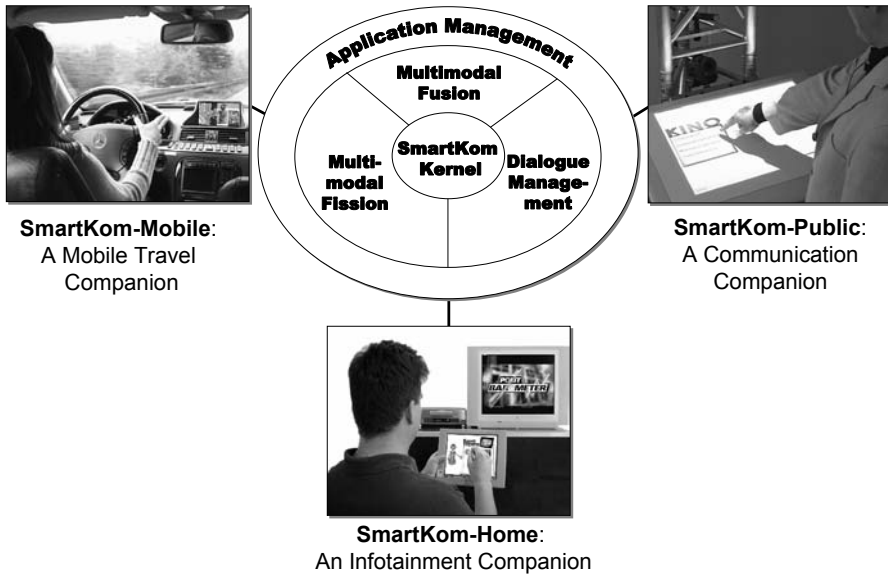 Application Management
Multimodal
Fusion
Multi-
modal
Fission
SmartKom
Kernel
Dialogue
Manage-
ment
KINO
SmartKom-Mobile:
A Mobile Travel
Companion
SmartKom-Public:
A Communication
Companion
SmartKom-Home:
An Infotainment Companion